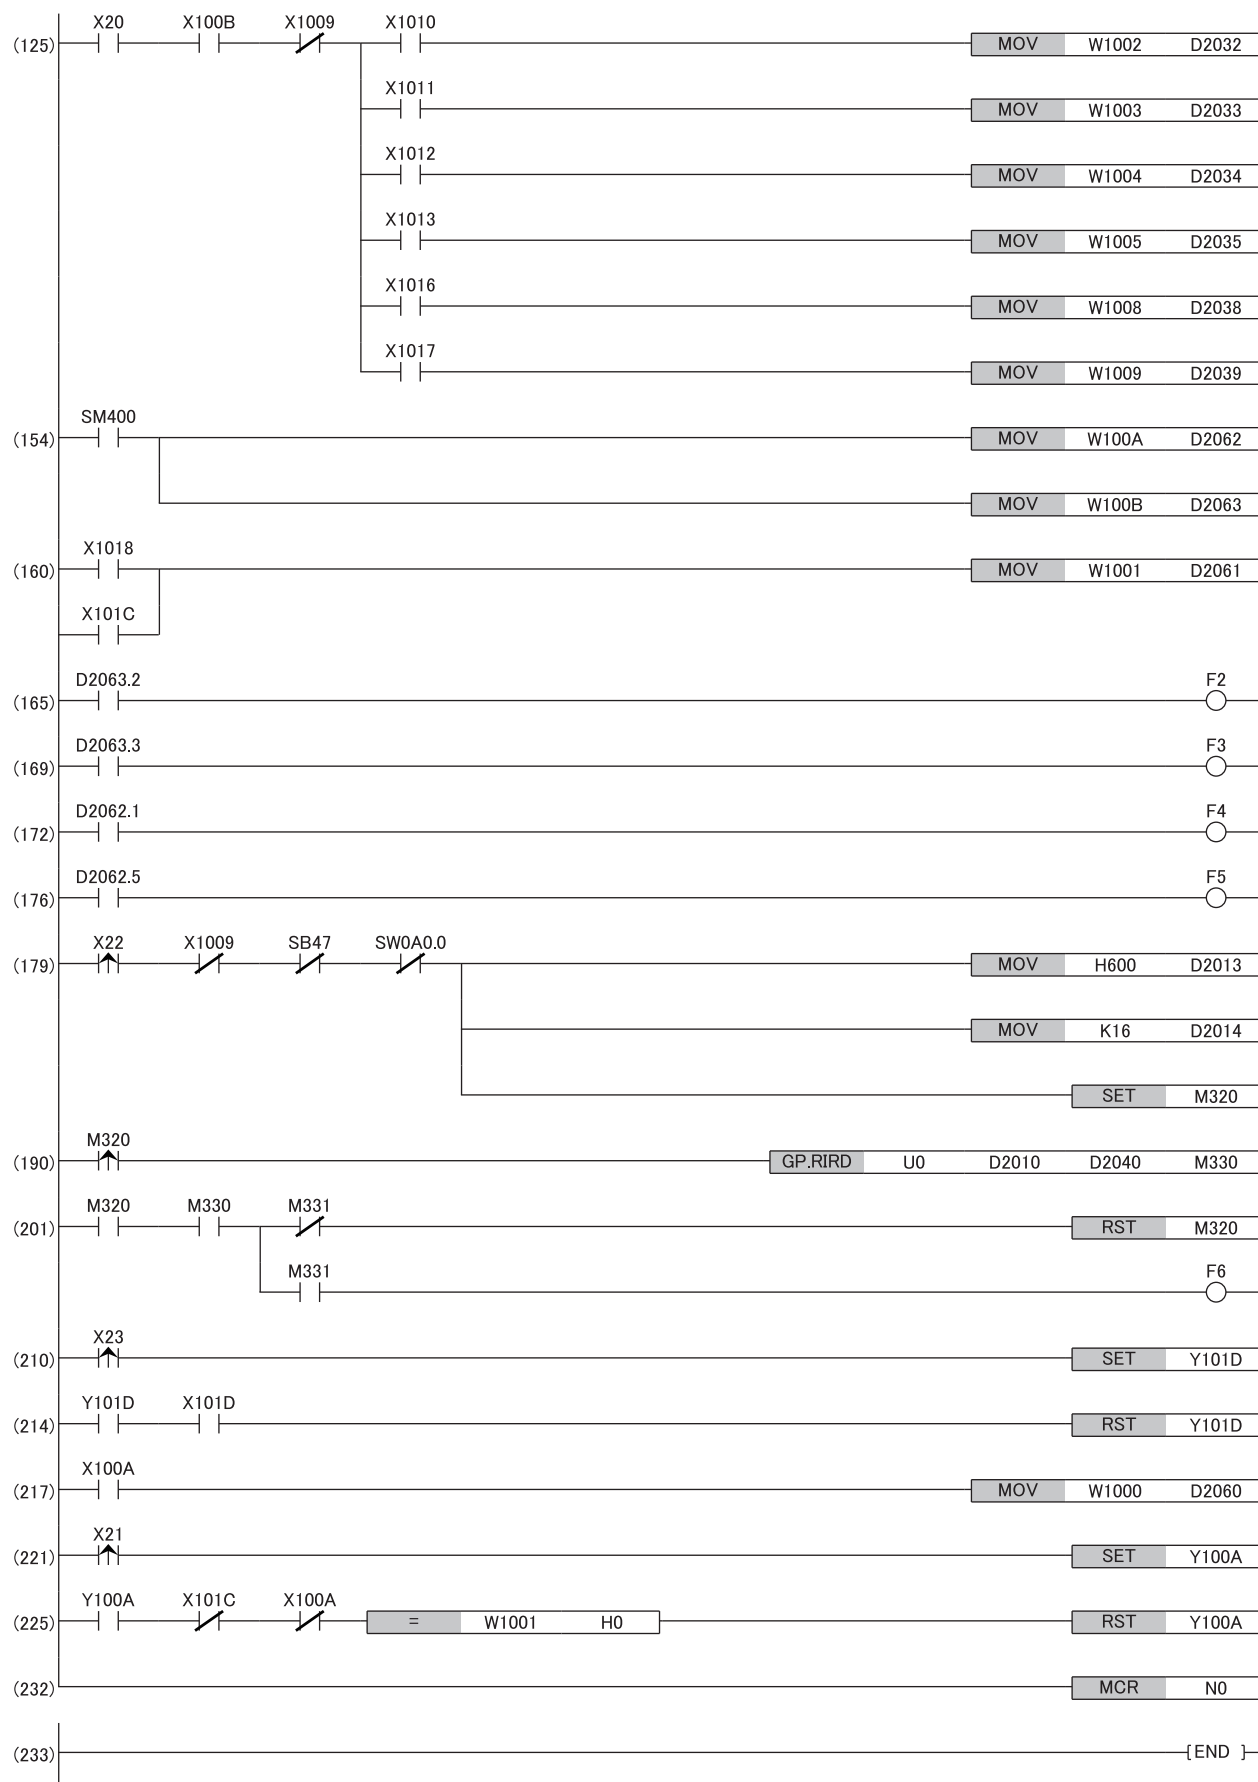 X20 X100B X1009 X1010
(125) MOV W1002 D2032
X1011
MOV W1003 D2033
X1012
MOV W1004 D2034
X1013
MOV W1005 D2035
X1016
MOV W1008 D2038
X1017
MOV W1009 D2039
SM400
(154) MOV W100A D2062
MOV W100B D2063
X1018
(160) MOV W1001 D2061
X101C
D2063.2 F2
(165)
D2063.3 F3
(169)
D2062.1 F4
(172)
D2062.5 F5
(176)
X22 X1009 SB47 SW0A0.0
(179) MOV H600 D2013
MOV K16 D2014
SET M320
M320
(190) GP.RIRD U0 D2010 D2040 M330
M320 M330 M331
(201) RST M320
M331 F6
X23
(210) SET Y101D
Y101D X101D
(214) RST Y101D
X100A
(217) MOV W1000 D2060
X21
(221) SET Y100A
Y100A X101C X100A
(225) = W1001 H0 RST Y100A
(232) MCR N0
(233) [END ]